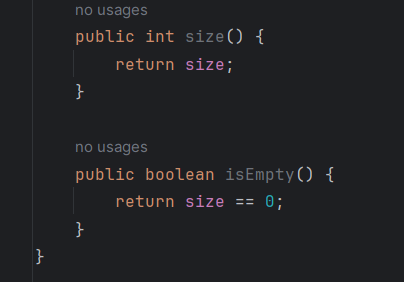 no usages
public int size() {
return size;
}
no usages
public boolean isEmpty() {
return size == 0;
}
}